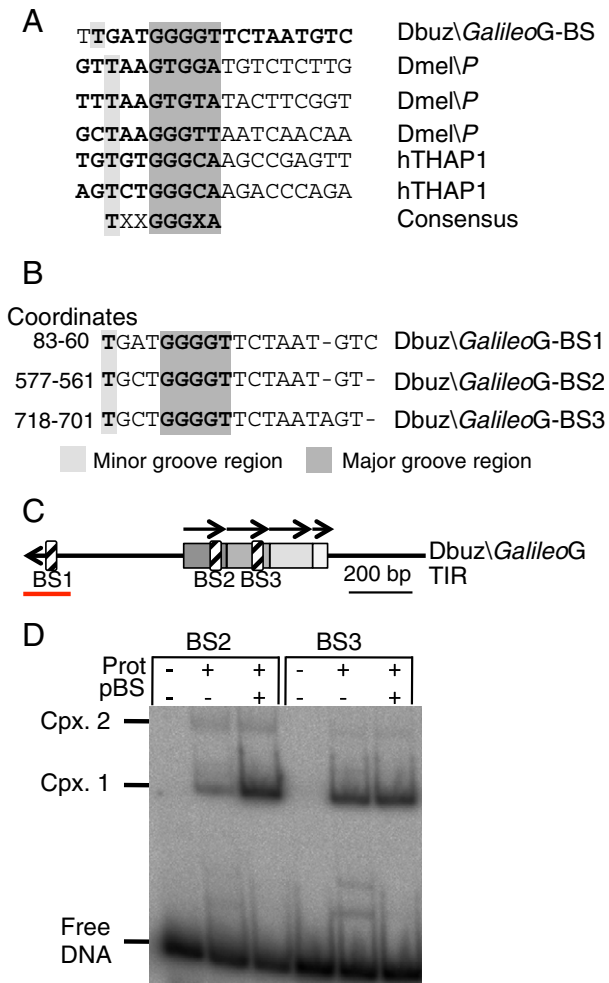 A
TTGATGGGGTTCTAATGTC Dbuz\GalileoG-BS
GTTAAGTGGATGTCTCTTG Dmel\P
TTTAAGTGTATACTTCGGT Dmel\P
GCTAAGGGTTAATCAACAA Dmel\P
TGTGTGGGCAAGCCGAGTT hTHAP1
AGTCTGGGCAAGACCCAGA hTHAP1
TXXGGGXA Consensus
B
Coordinates
83-60 TGATGGGGTTCTAAT-GTC Dbuz\GalileoG-BS1
577-561 TGCTGGGGTTCTAAT-GT- Dbuz\GalileoG-BS2
718-701 TGCTGGGGTTCTAATAGT- Dbuz\GalileoG-BS3
Minor groove region Major groove region
C
BS1 BS2 BS3 200 bp Dbuz\GalileoG
TIR
D
BS2 BS3
Prot - + + - + +
pBS - - + - - +
Cpx. 2
Cpx. 1
Free
DNA